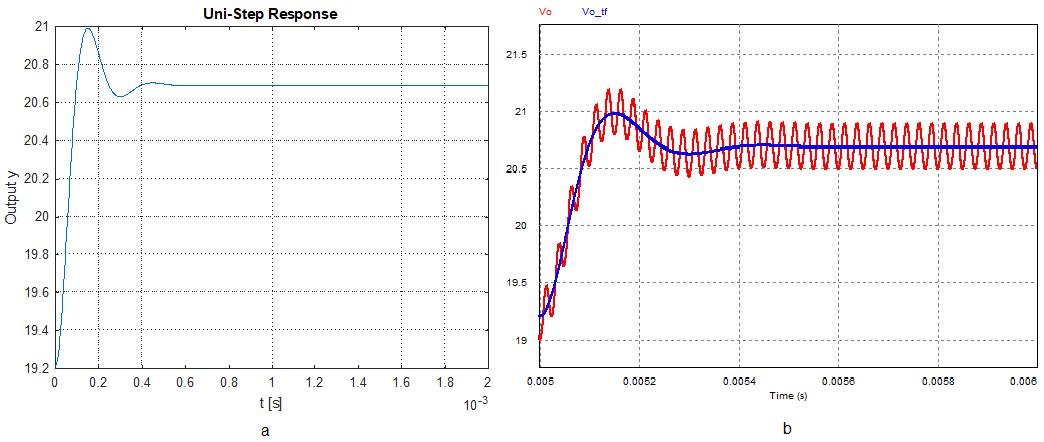 Uni-Step Response
21
20.8
20.6
20.4
20.2
20
19.8
19.6
19.4
19.2
Output y
0 0.2 0.4 0.6 0.8 1 1.2 1.4 1.6 1.8 2
t [s]
10-3
a
Vo Vo_tf
21.5
21
20.5
20
19.5
19
0.005 0.0052 0.0054 0.0056 0.0058 0.006
Time (s)
b